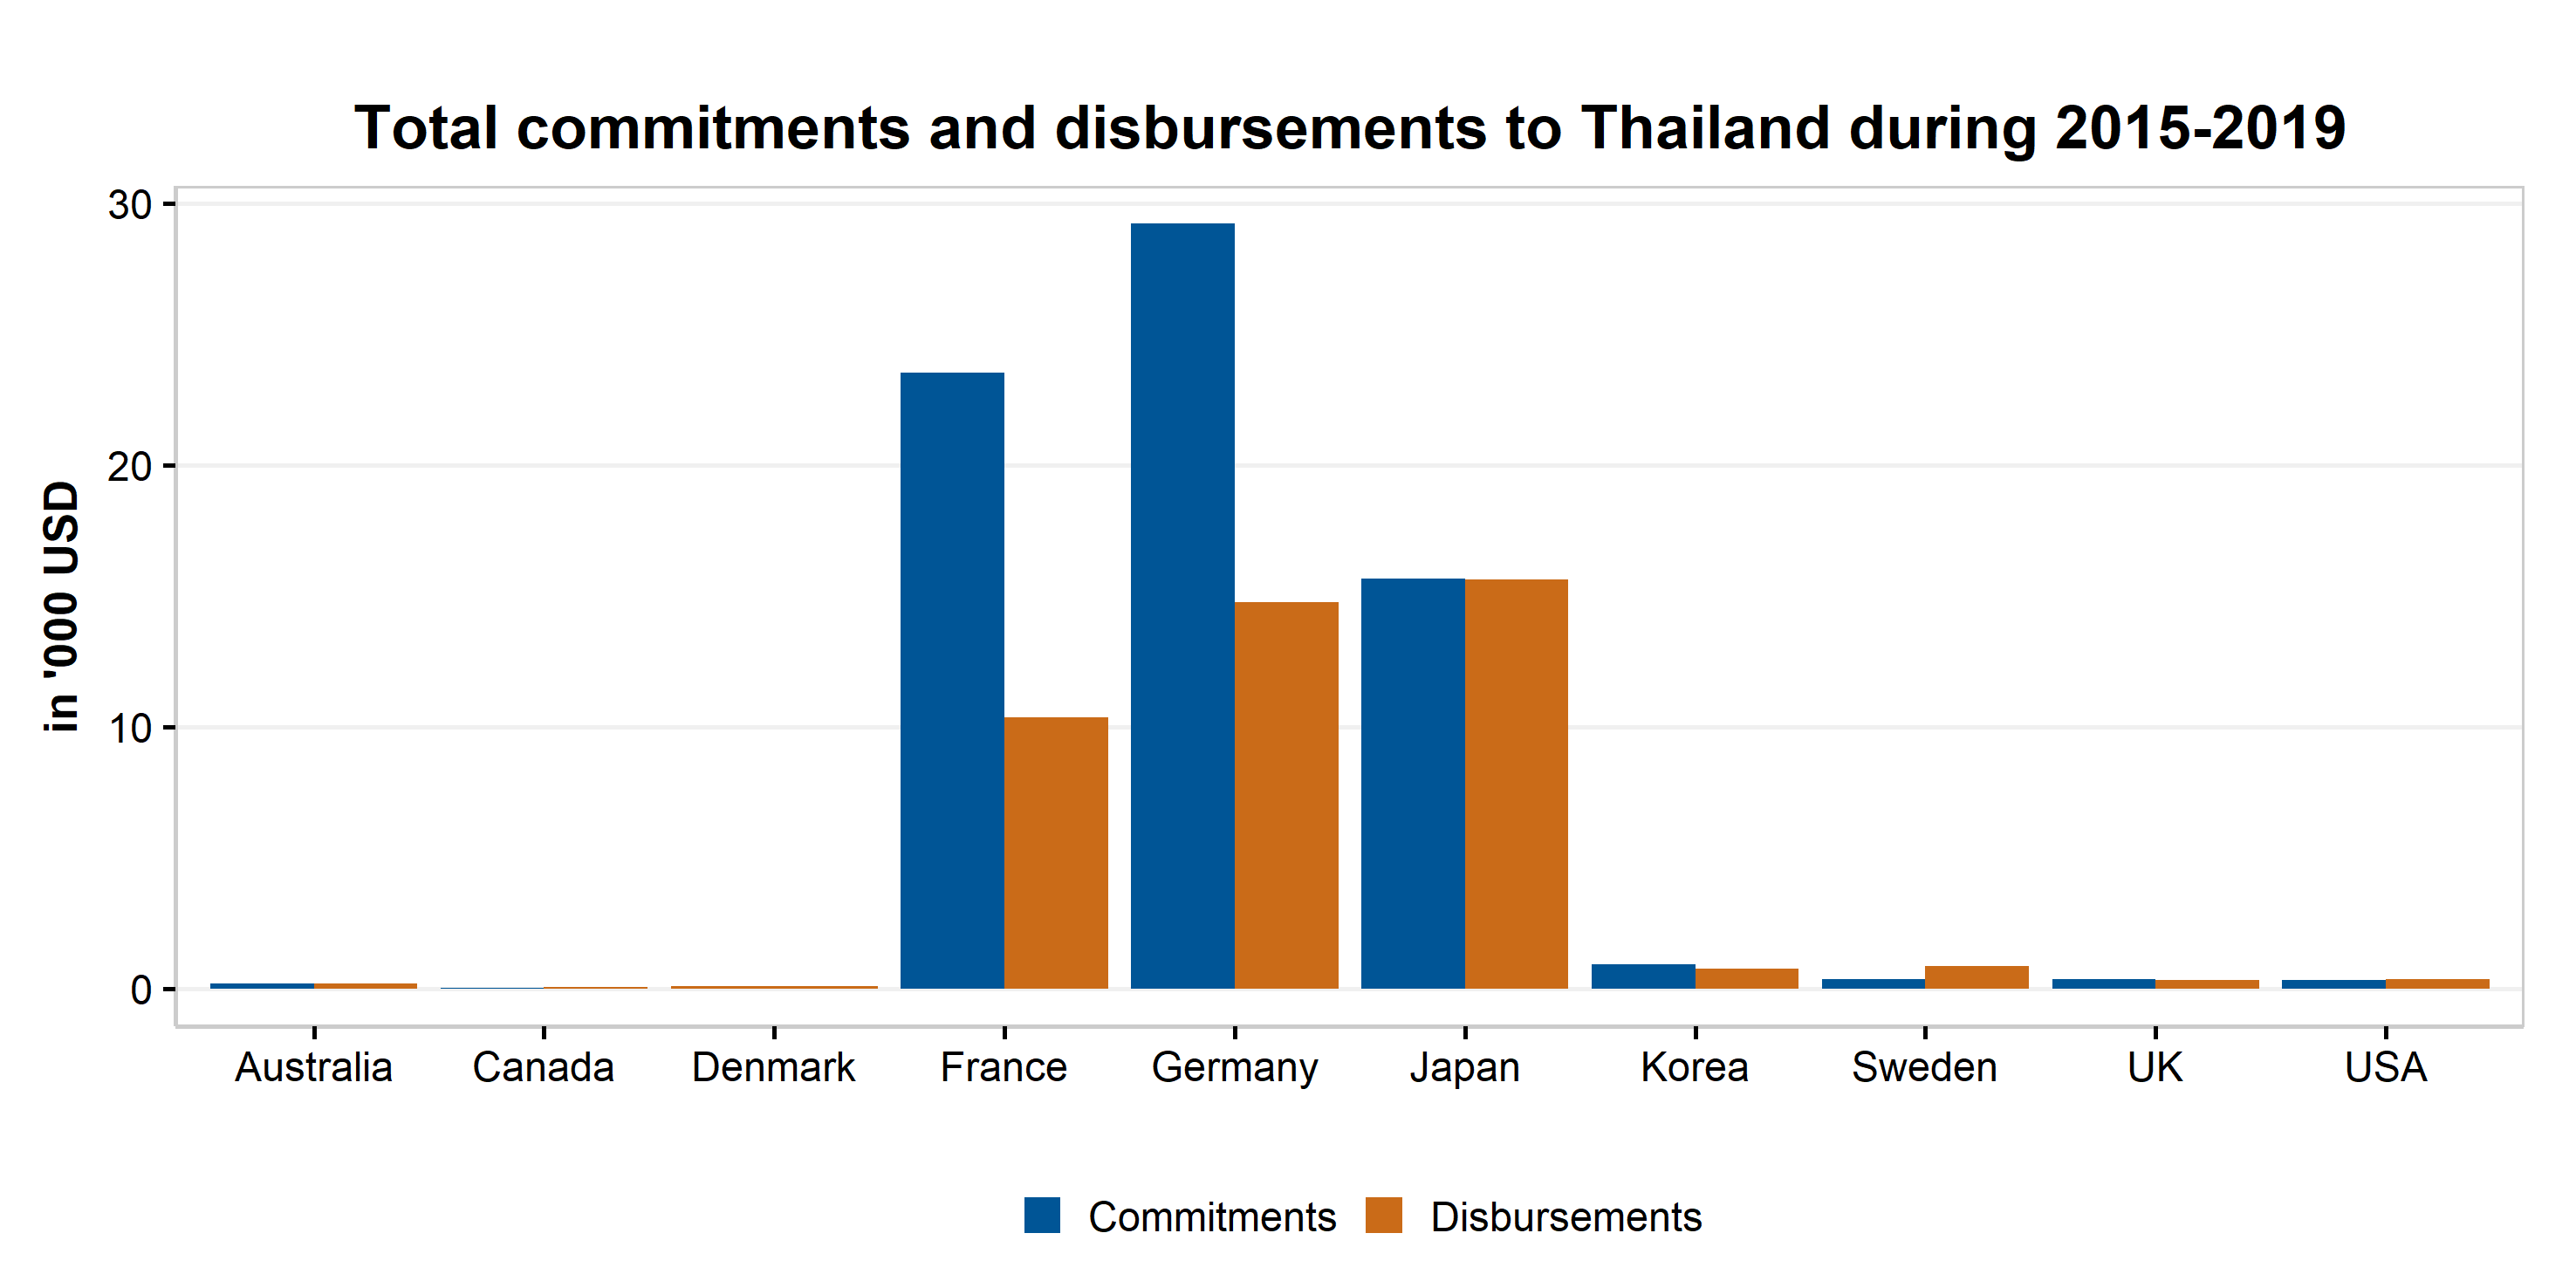 Total commitments and disbursements to Thailand during 2015-2019
in '000 USD
30
20
10
0
Australia Canada Denmark France Germany Japan Korea Sweden UK USA
Commitments Disbursements